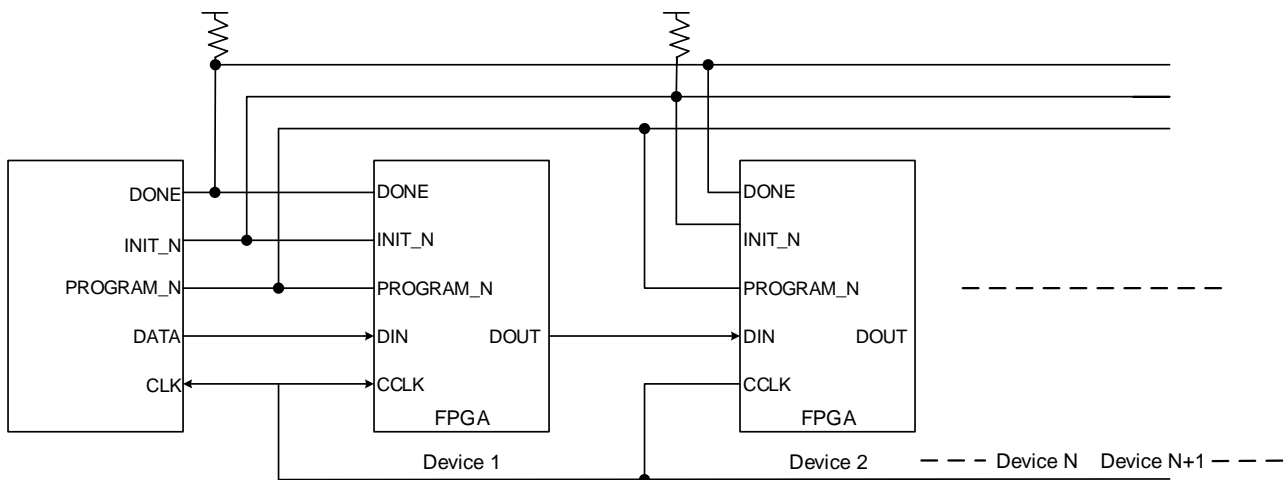 DONE
INIT_N
PROGRAM_N
DATA
CLK
DONE
INIT_N
PROGRAM_N
DIN
DOUT
CCLK
FPGA
Device 1
DONE
INIT_N
PROGRAM_N
DIN
DOUT
CCLK
FPGA
Device 2
Device N
Device N+1